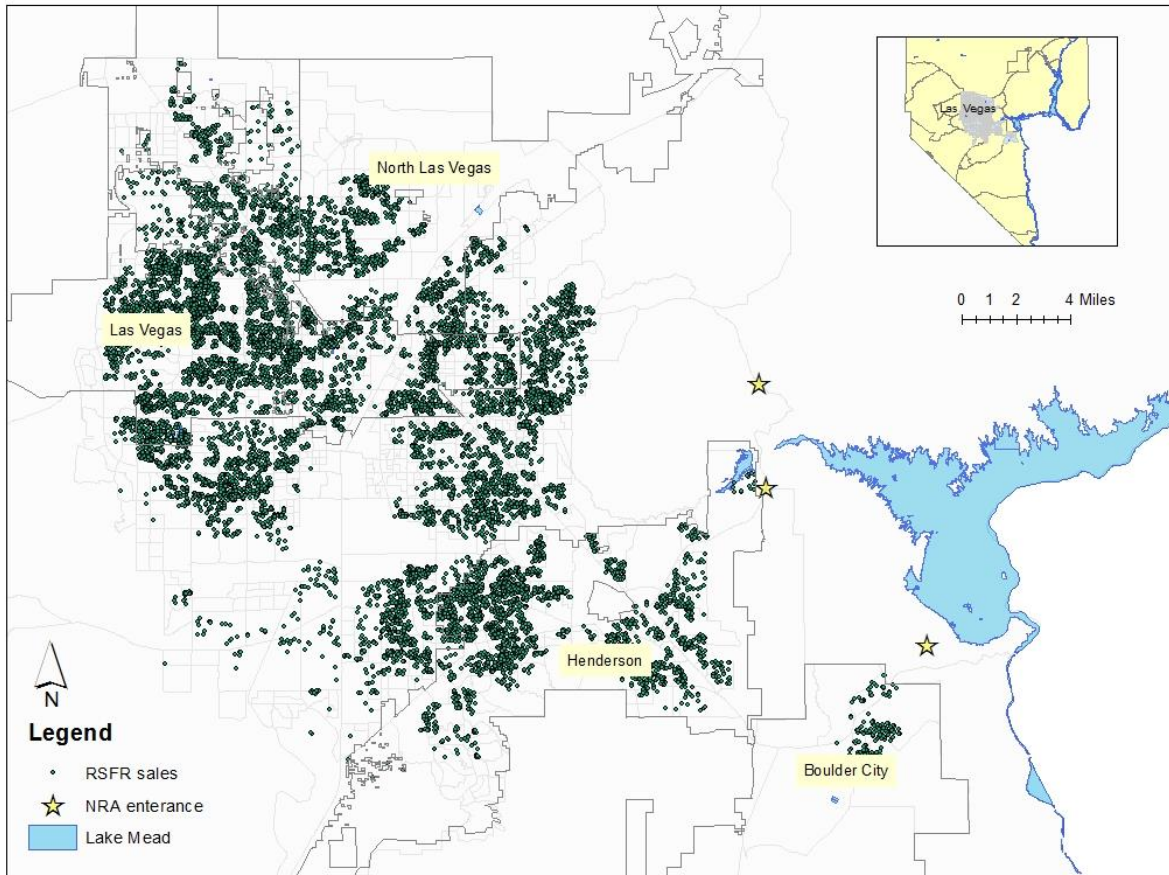 North Las Vegas
Las Vegas
Las Vegas
0 1 2 4 Miles
Henderson
Boulder City
N
Legend
RSFR sales
NRA enterance
Lake Mead